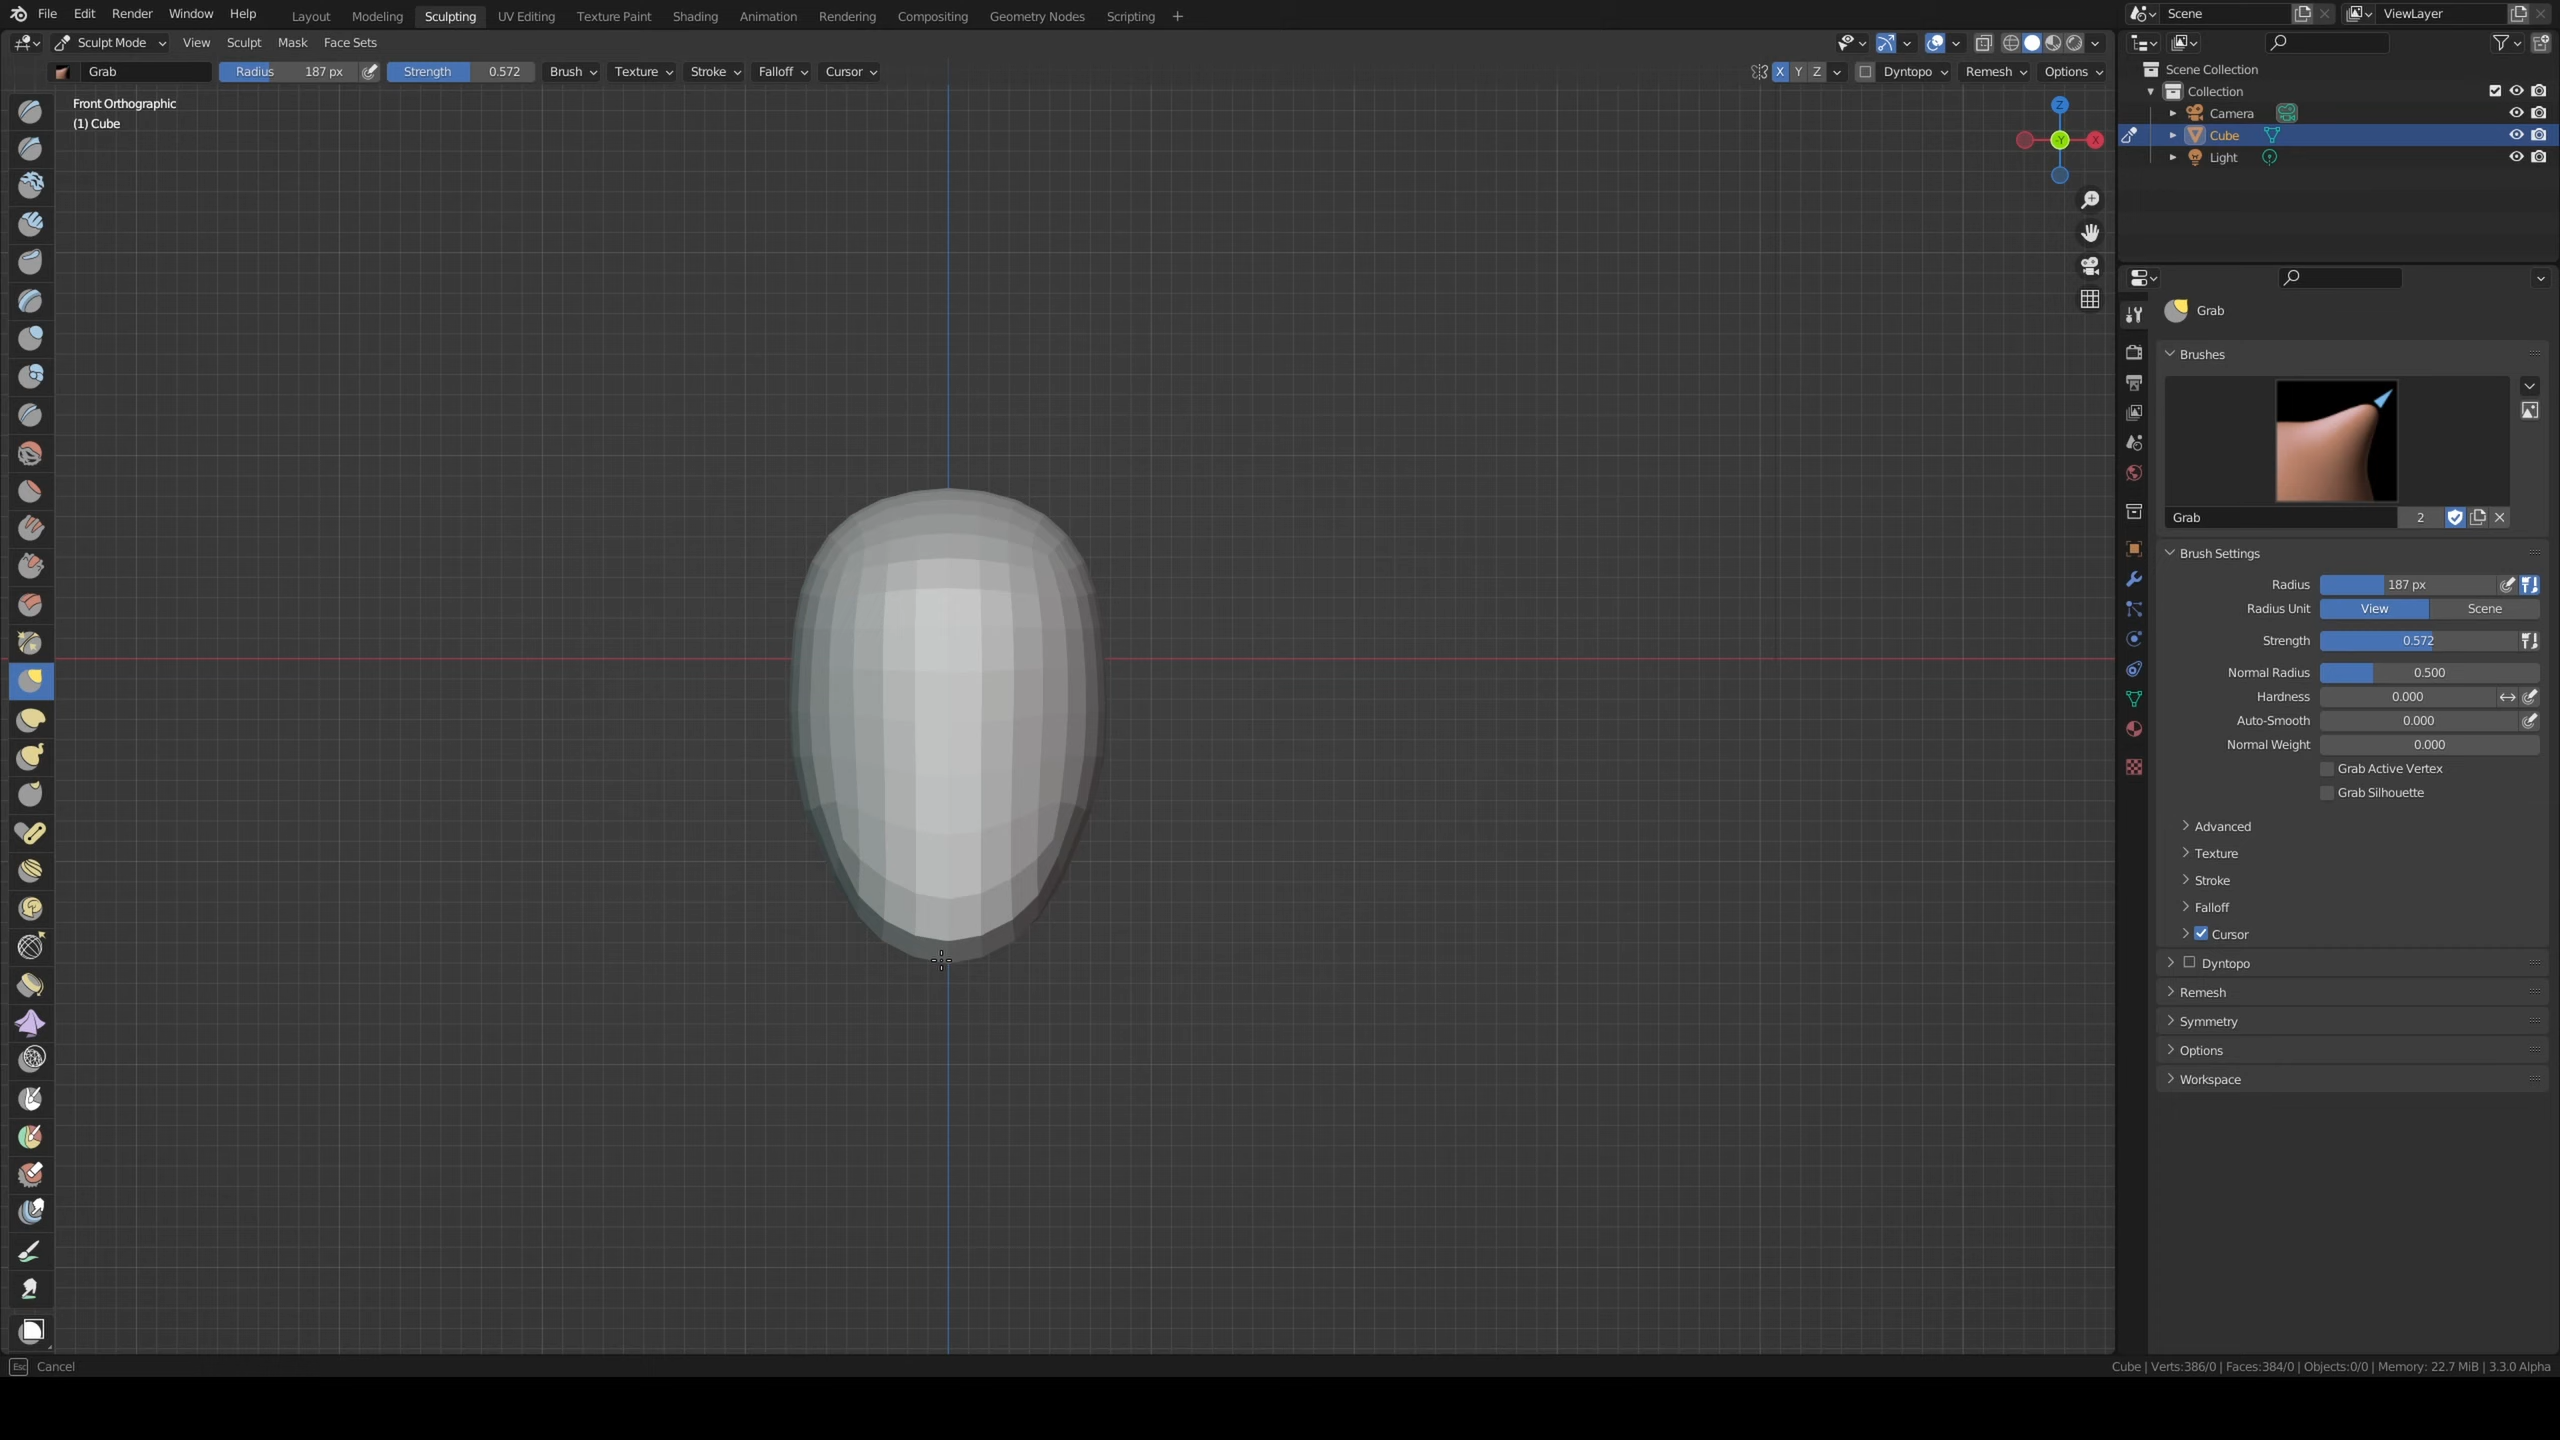 File Edit Render Window Help Layout Modeling Sculpting UV Editing Texture Paint Shading Animation Rendering Compositing Geometry Nodes Scripting + Scene ViewLayer
Sculpt Mode View Sculpt Mask Face Sets
Grab Radius 187 px Strength 0.572 Brush Texture Stroke Falloff Cursor X Y Z Dyntopo Remesh Options
Front Orthographic
(1) Cube
Z
Y
X
Scene Collection
Collection
Camera
Cube
Light
Grab
Brushes
Grab 2
Brush Settings
Radius 187 px
Radius Unit View Scene
Strength 0.572
Normal Radius 0.500
Hardness 0.000
Auto-Smooth 0.000
Normal Weight 0.000
Grab Active Vertex
Grab Silhouette
Advanced
Texture
Stroke
Falloff
Cursor
Dyntopo
Remesh
Symmetry
Options
Workspace
Esc Cancel
Cube | Verts:386/0 | Faces:384/0 | Objects:0/0 | Memory: 22.7 MiB | 3.3.0 Alpha